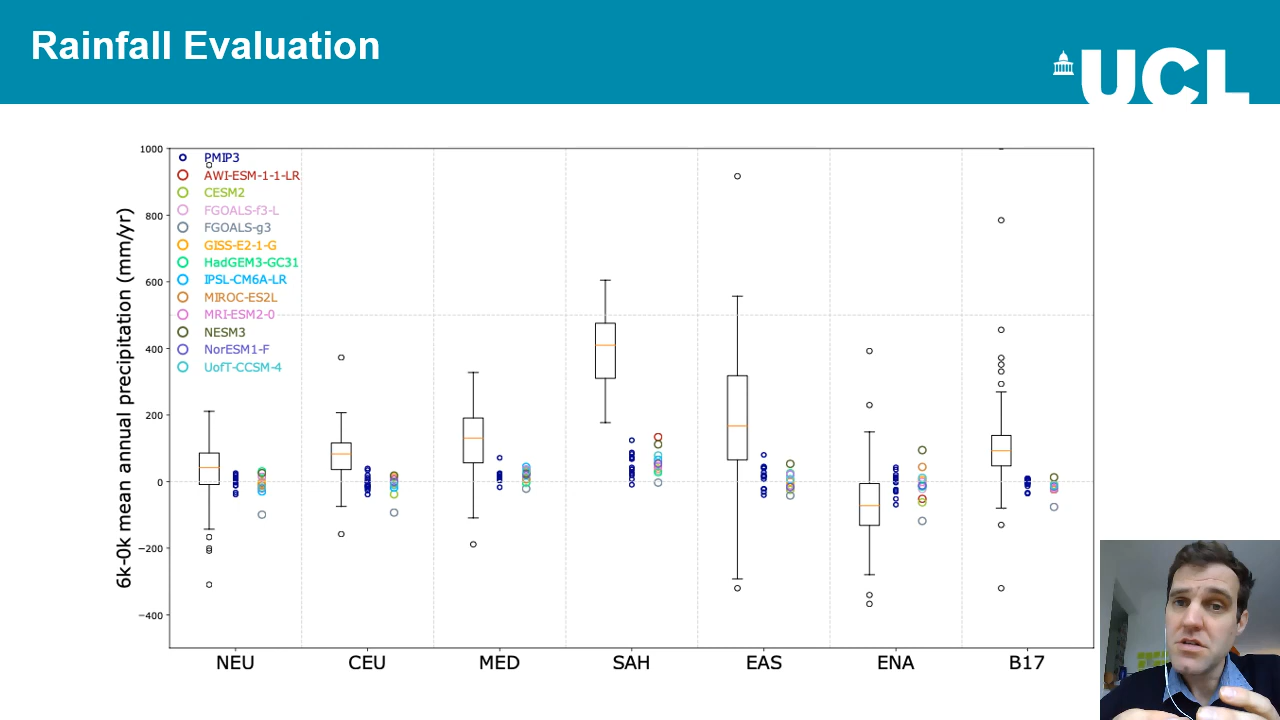 Rainfall Evaluation
UCL
6k-0k mean annual precipitation (mm/yr)
1000
800
600
400
200
0
−200
−400
PMIP3
AWI-ESM-1-1-LR
CESM2
FGOALS-f3-L
FGOALS-g3
GISS-E2-1-G
HadGEM3-GC31
IPSL-CM6A-LR
MIROC-ES2L
MRI-ESM2-0
NESM3
NorESM1-F
UofT-CCSM-4
NEU CEU MED SAH EAS ENA B17